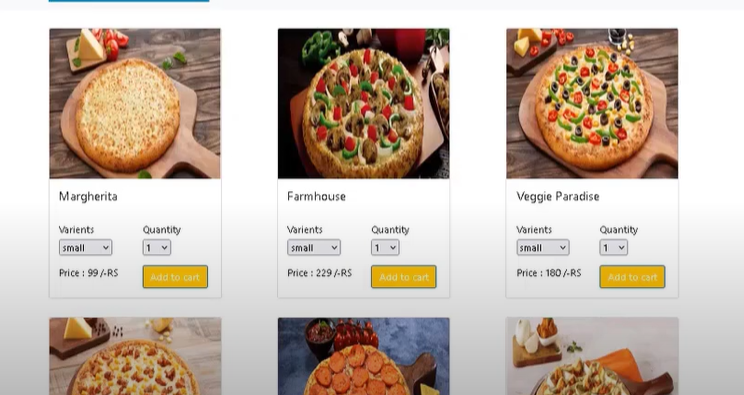 Margherita
Farmhouse
Veggie Paradise
Varients Quantity
small 1
Price : 99 /-RS Add to cart
Varients Quantity
small 1
Price : 229 /-RS Add to cart
Varients Quantity
small 1
Price : 180 /-RS Add to cart